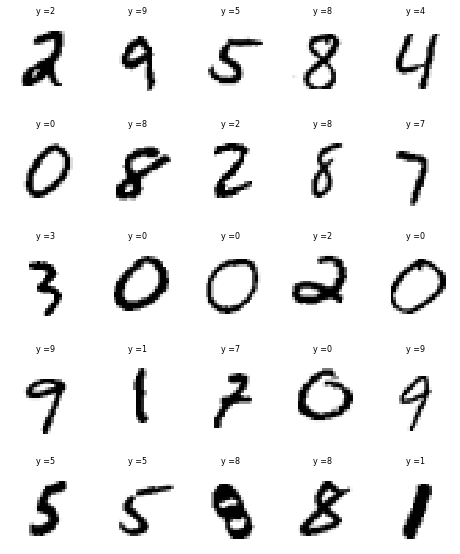 y =2 y =9 y =5 y =8 y =4
2 9 5 8 4
y =0 y =8 y =2 y =8 y =7
0 8 2 8 7
y =3 y =0 y =0 y =2 y =0
3 0 0 2 0
y =9 y =1 y =7 y =0 y =9
9 1 7 0 9
y =5 y =5 y =8 y =8 y =1
5 5 8 8 1